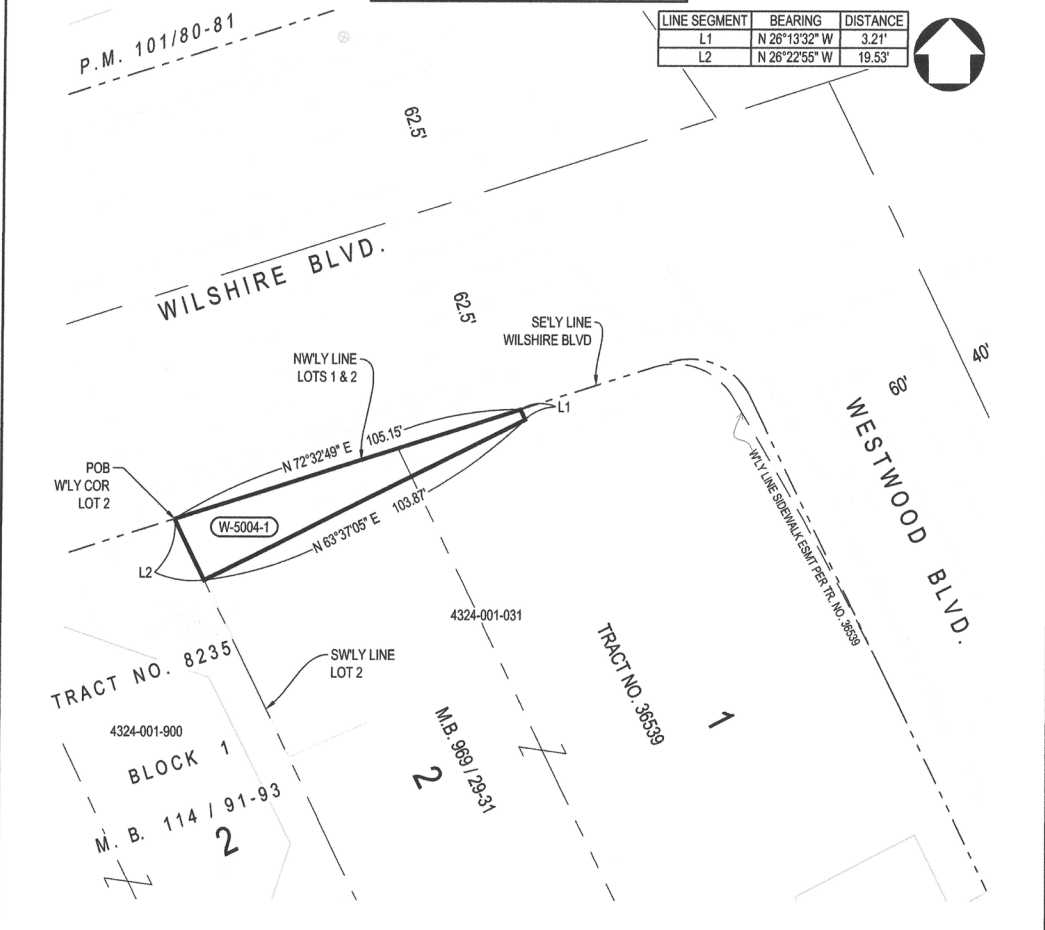 LINE SEGMENT BEARING DISTANCE
L1 N 26°13'32" W 3.21'
L2 N 26°22'55" W 19.53'
P.M. 101/80-81
62.5'
WILSHIRE BLVD.
62.5'
SE'LY LINE
WILSHIRE BLVD
NW'LY LINE
LOTS 1 & 2
40'
60'
L1
WESTWOOD BLVD.
N 72°32'49" E 105.15'
POB
W'LY COR
LOT 2
W-5004-1
N 63°37'05" E 103.87'
W'LY LINE SIDEWALK ESMT PER TR. NO. 36539
L2
4324-001-031
TRACT NO. 8235
SW'LY LINE
LOT 2
TRACT NO. 36539
1
4324-001-900
BLOCK 1
M.B. 969 / 29-31
2
M. B. 114 / 91-93
2